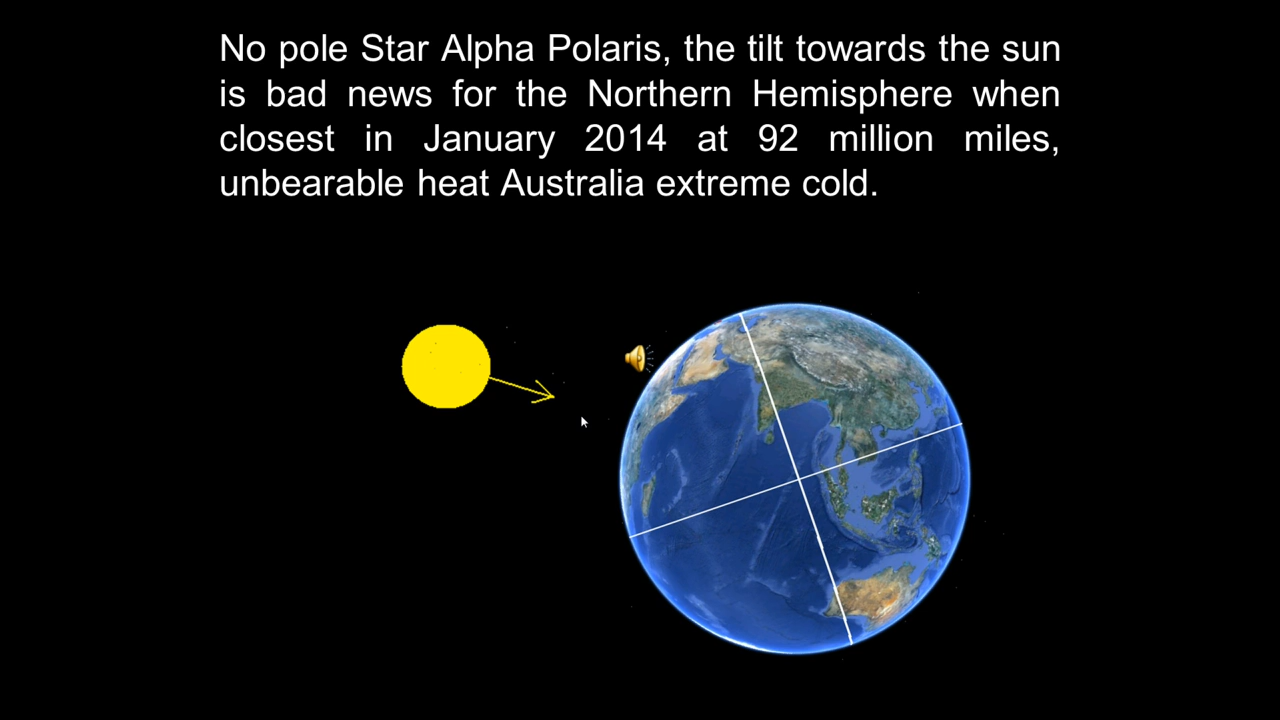 No pole Star Alpha Polaris, the tilt towards the sun
is bad news for the Northern Hemisphere when
closest in January 2014 at 92 million miles,
unbearable heat Australia extreme cold.